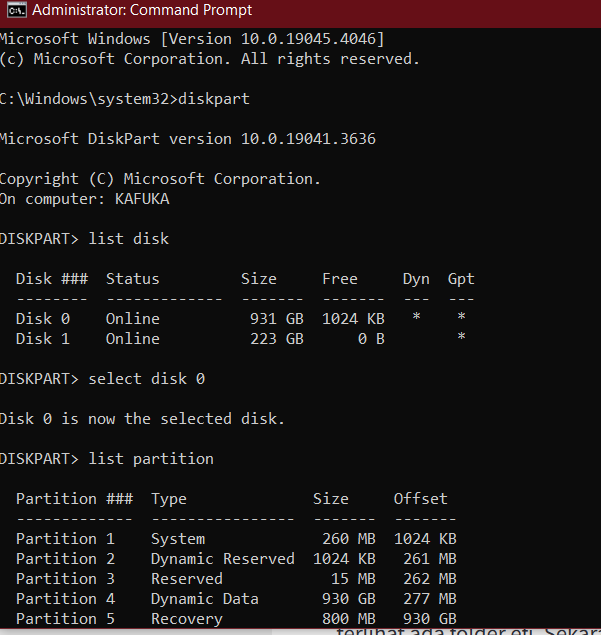 Administrator: Command Prompt
Microsoft Windows [Version 10.0.19045.4046]
(c) Microsoft Corporation. All rights reserved.
C:\Windows\system32>diskpart
Microsoft DiskPart version 10.0.19041.3636
Copyright (C) Microsoft Corporation.
On computer: KAFUKA
DISKPART> list disk
Disk ###  Status         Size     Free     Dyn  Gpt
--------  -------------  -------  -------  ---  ---
Disk 0    Online          931 GB  1024 KB   *    *
Disk 1    Online          223 GB      0 B        *
DISKPART> select disk 0
Disk 0 is now the selected disk.
DISKPART> list partition
Partition ###  Type              Size     Offset
-------------  ----------------  -------  -------
Partition 1    System             260 MB  1024 KB
Partition 2    Dynamic Reserved  1024 KB   261 MB
Partition 3    Reserved            15 MB   262 MB
Partition 4    Dynamic Data       930 GB   277 MB
Partition 5    Recovery           800 MB   930 GB
terlihat ada folder efi. Sekara